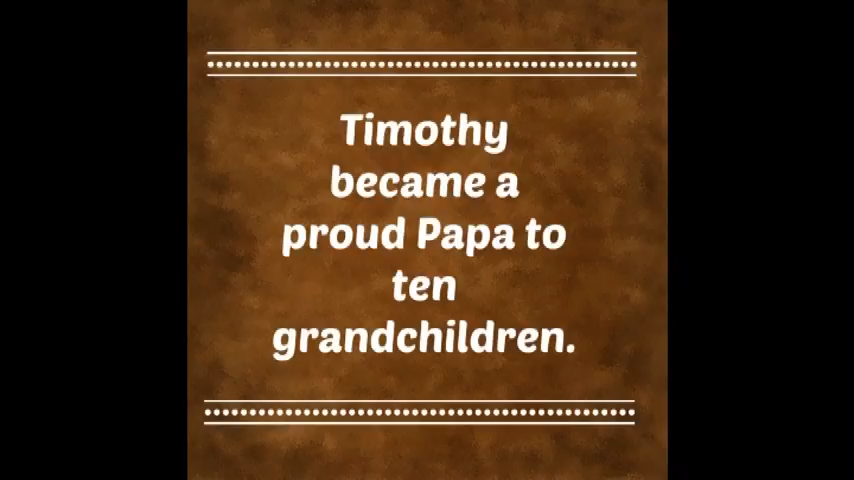 Timothy
became a
proud Papa to
ten
grandchildren.